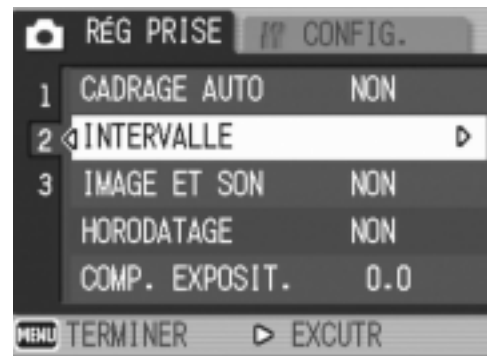 RÉG PRISE CONFIG.
1 CADRAGE AUTO NON
2 INTERVALLE
3 IMAGE ET SON NON
HORODATAGE NON
COMP. EXPOSIT. 0.0
MENU TERMINER EXCUTR